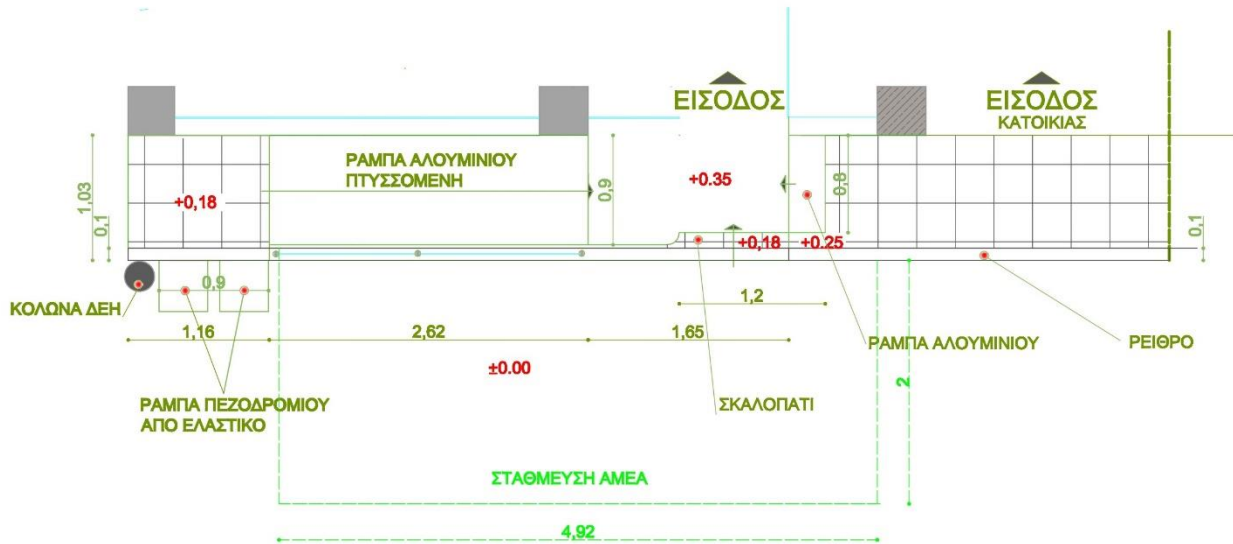 ΕΙΣΟΔΟΣ
ΕΙΣΟΔΟΣ
ΚΑΤΟΙΚΙΑΣ
ΡΑΜΠΑ ΑΛΟΥΜΙΝΙΟΥ
ΠΤΥΣΣΟΜΕΝΗ
1,03
0,1
+0,18
0,9
+0.35
0,8
+0,18
+0.25
0,1
ΚΟΛΩΝΑ ΔΕΗ
0,9
1,2
1,16
2,62
1,65
ΡΑΜΠΑ ΑΛΟΥΜΙΝΙΟΥ
ΡΕΙΘΡΟ
±0.00
2
ΡΑΜΠΑ ΠΕΖΟΔΡΟΜΙΟΥ
ΑΠΟ ΕΛΑΣΤΙΚΟ
ΣΚΑΛΟΠΑΤΙ
ΣΤΑΘΜΕΥΣΗ ΑΜΕΑ
4,92